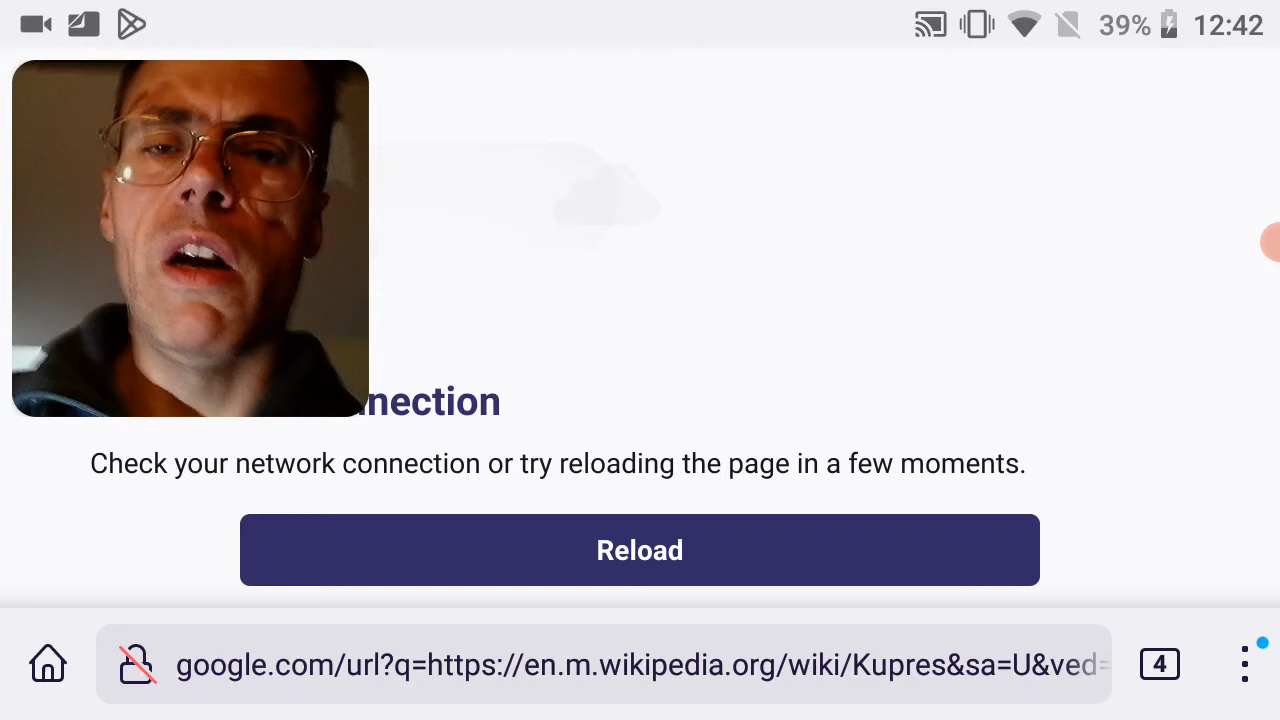 39% 12:42
nection
Check your network connection or try reloading the page in a few moments.
Reload
google.com/url?q=https://en.m.wikipedia.org/wiki/Kupres&sa=U&ved=
4